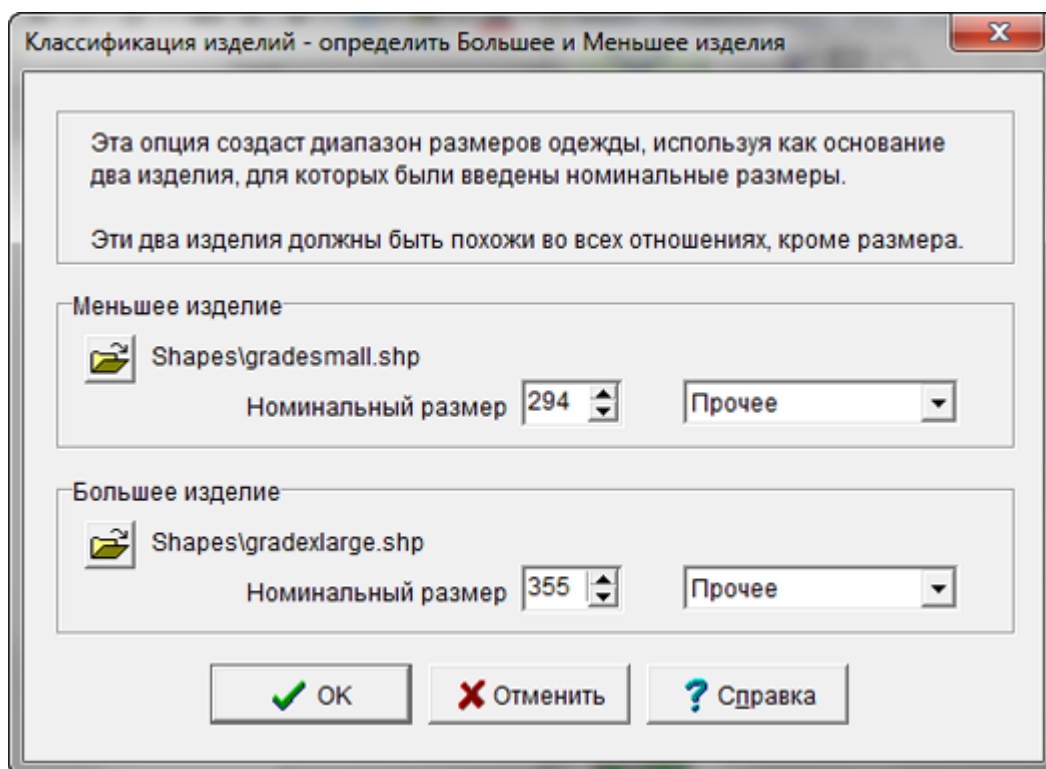 Классификация изделий - определить Большее и Меньшее изделия
Эта опция создаст диапазон размеров одежды, используя как основание
два изделия, для которых были введены номинальные размеры.
Эти два изделия должны быть похожи во всех отношениях, кроме размера.
Меньшее изделие
Shapes\gradesmall.shp
Номинальный размер 294 Прочее
Большее изделие
Shapes\gradexlarge.shp
Номинальный размер 355 Прочее
OK Отменить Справка